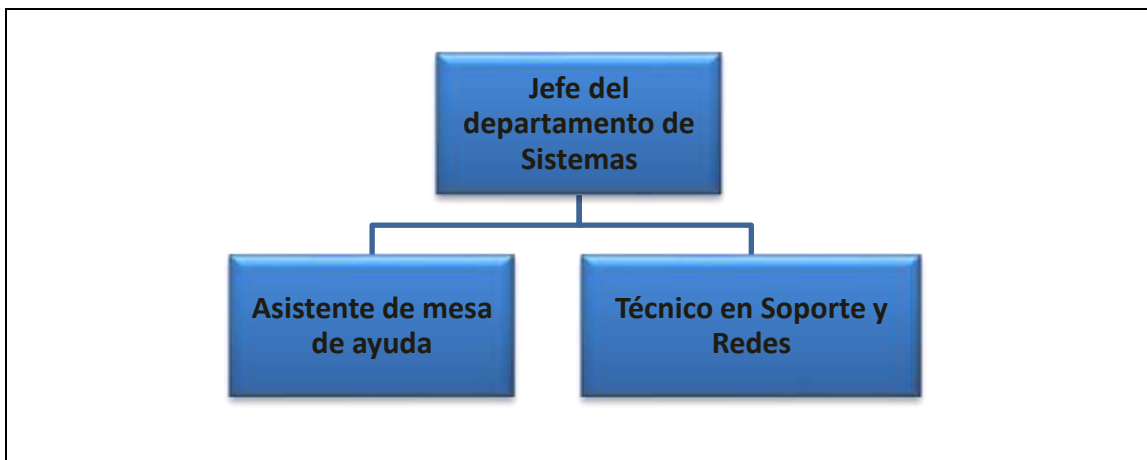 Jefe del
departamento de
Sistemas
Asistente de mesa
de ayuda
Técnico en Soporte y
Redes